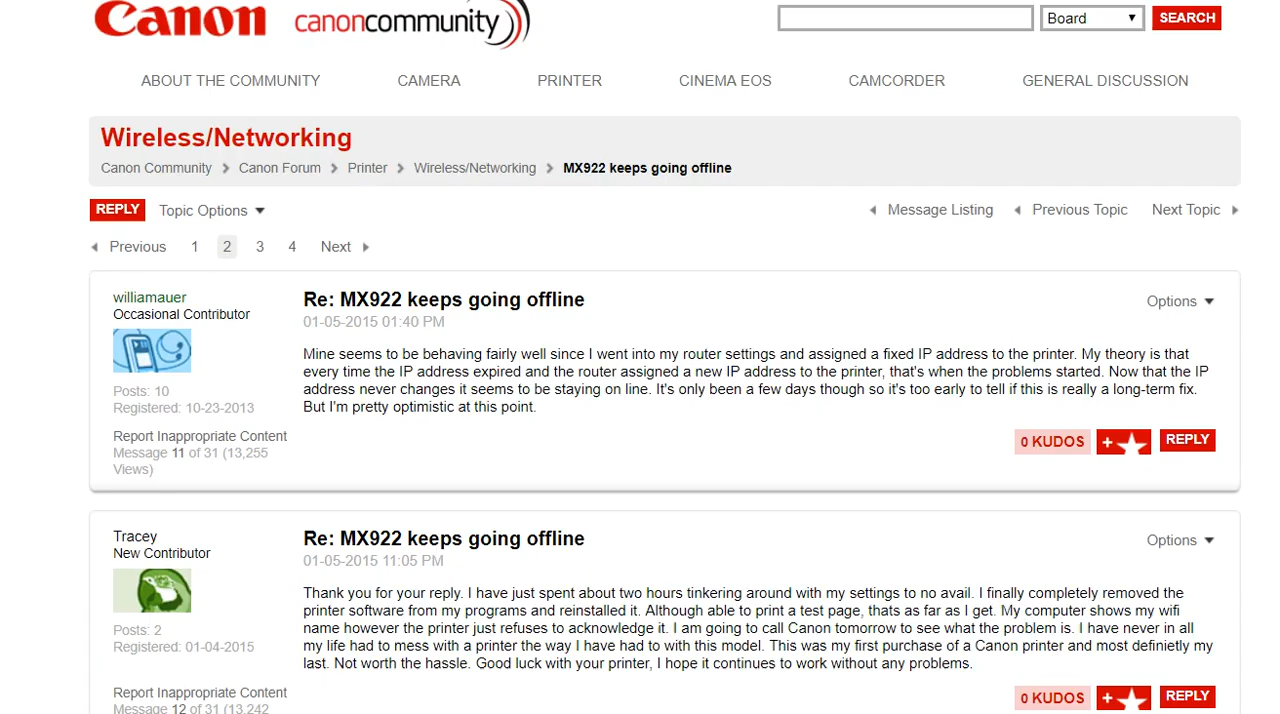 Canon canoncommunity Board SEARCH
ABOUT THE COMMUNITY CAMERA PRINTER CINEMA EOS CAMCORDER GENERAL DISCUSSION
Wireless/Networking
Canon Community Canon Forum Printer Wireless/Networking MX922 keeps going offline
REPLY Topic Options Message Listing Previous Topic Next Topic
Previous 1 2 3 4 Next
williamauer
Occasional Contributor
Posts: 10
Registered: 10-23-2013
Report Inappropriate Content
Message 11 of 31 (13,255
Views)
Re: MX922 keeps going offline
Options
01-05-2015 01:40 PM
Mine seems to be behaving fairly well since I went into my router settings and assigned a fixed IP address to the printer. My theory is that
every time the IP address expired and the router assigned a new IP address to the printer, that's when the problems started. Now that the IP
address never changes it seems to be staying on line. It's only been a few days though so it's too early to tell if this is really a long-term fix.
But I'm pretty optimistic at this point.
0 KUDOS + REPLY
Tracey
New Contributor
Posts: 2
Registered: 01-04-2015
Report Inappropriate Content
Message 12 of 31 (13,242
Re: MX922 keeps going offline
Options
01-05-2015 11:05 PM
Thank you for your reply. I have just spent about two hours tinkering around with my settings to no avail. I finally completely removed the
printer software from my programs and reinstalled it. Although able to print a test page, thats as far as I get. My computer shows my wifi
name however the printer just refuses to acknowledge it. I am going to call Canon tomorrow to see what the problem is. I have never in all
my life had to mess with a printer the way I have had to with this model. This was my first purchase of a Canon printer and most definietly my
last. Not worth the hassle. Good luck with your printer, I hope it continues to work without any problems.
0 KUDOS + REPLY